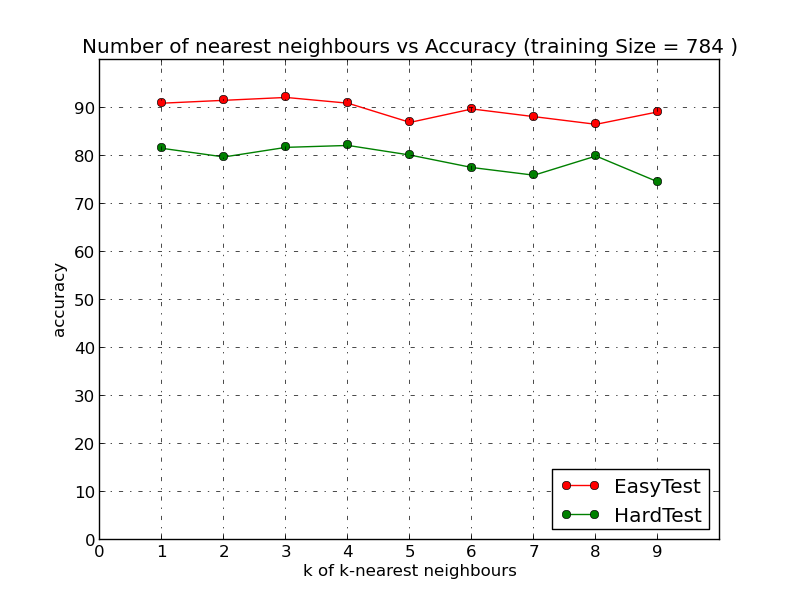 Number of nearest neighbours vs Accuracy (training Size = 784 )
90
80
70
60
50
40
30
20
10
0
accuracy
0 1 2 3 4 5 6 7 8 9
k of k-nearest neighbours
EasyTest
HardTest